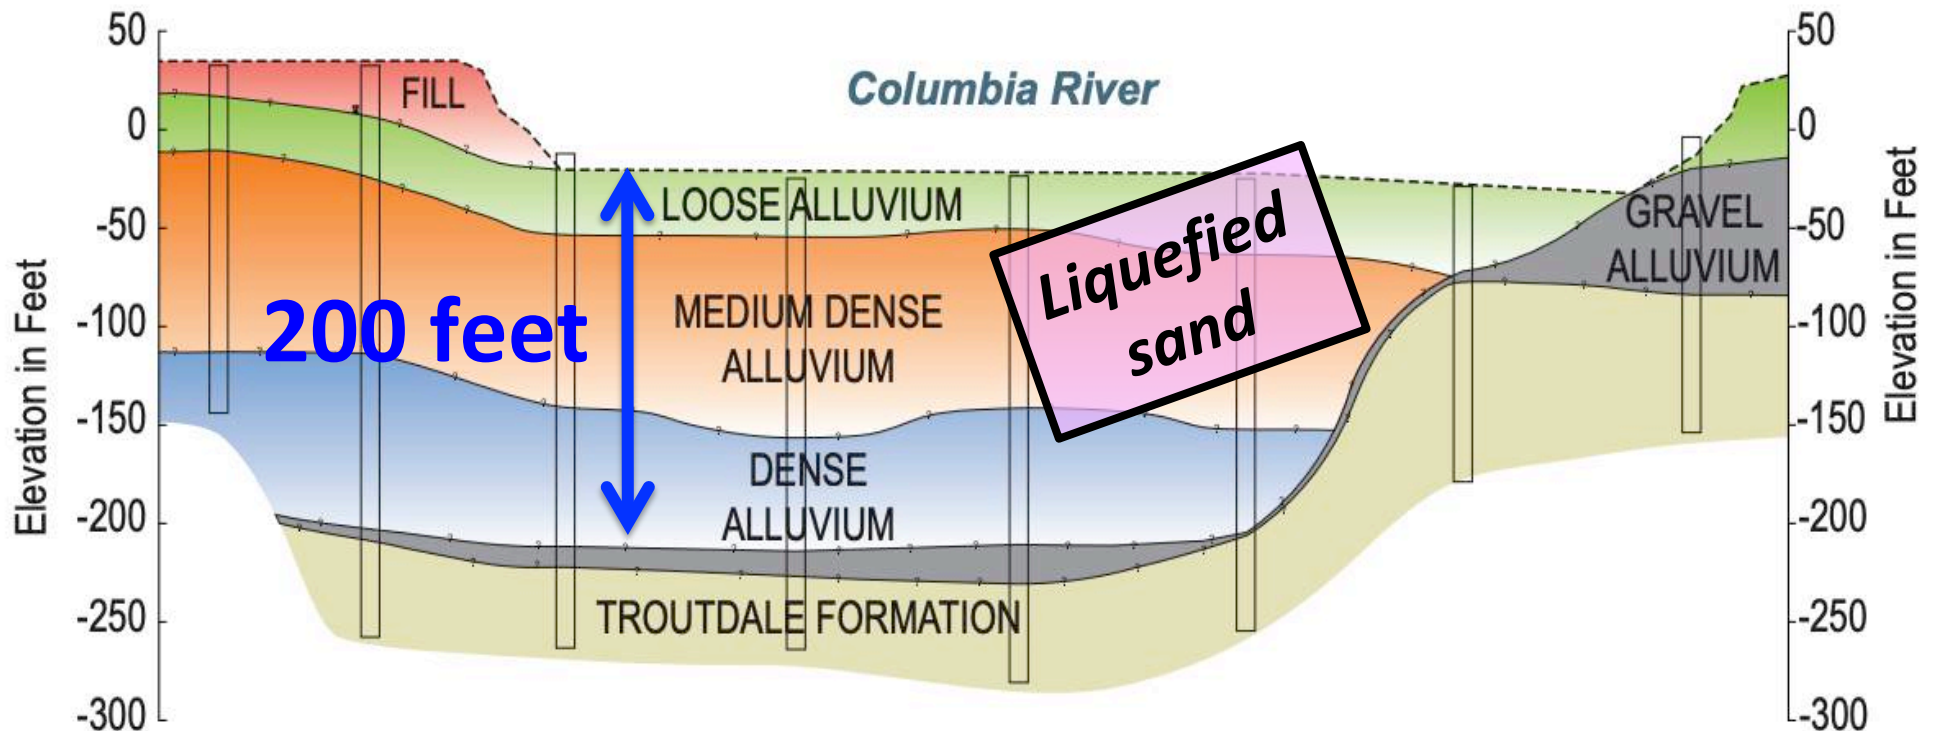 50
0
-50
-100
-150
-200
-250
-300
Elevation in Feet
FILL
Columbia River
LOOSE ALLUVIUM
200 feet
MEDIUM DENSE
ALLUVIUM
Liquefied
sand
DENSE
ALLUVIUM
TROUTDALE FORMATION
GRAVEL
ALLUVIUM
50
0
-50
-100
-150
-200
-250
-300
Elevation in Feet